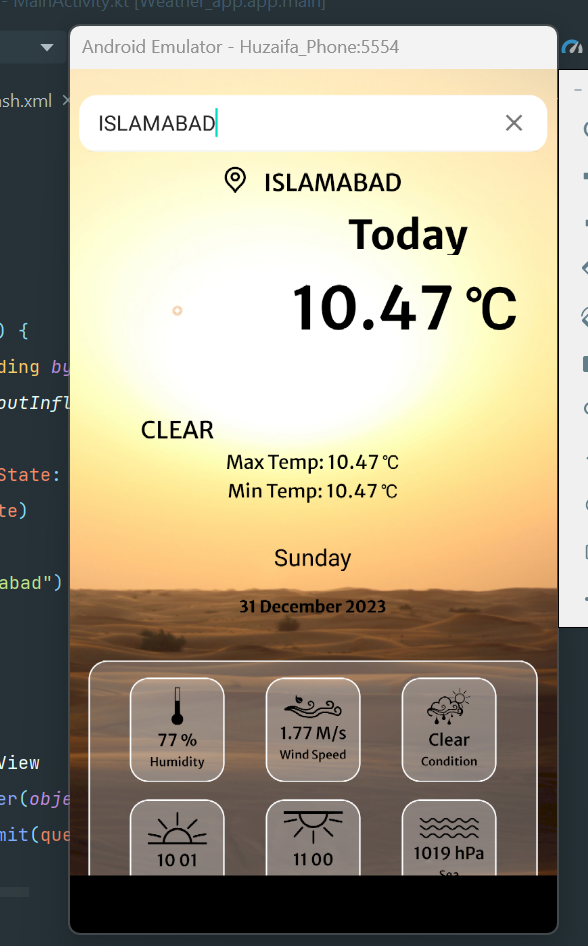 - MainActivity.kt [Weather_app.app.main]
Android Emulator - Huzaifa_Phone:5554
ash.xml
ISLAMABAD
ISLAMABAD
Today
10.47 °C
) {
ding by
outInfl
CLEAR
Max Temp: 10.47 °C
State:
Min Temp: 10.47 °C
te)
Sunday
abad")
31 December 2023
77 %
Humidity
1.77 M/s
Wind Speed
Clear
Condition
View
er(obje
mit(que
10 01
11 00
1019 hPa
Sea